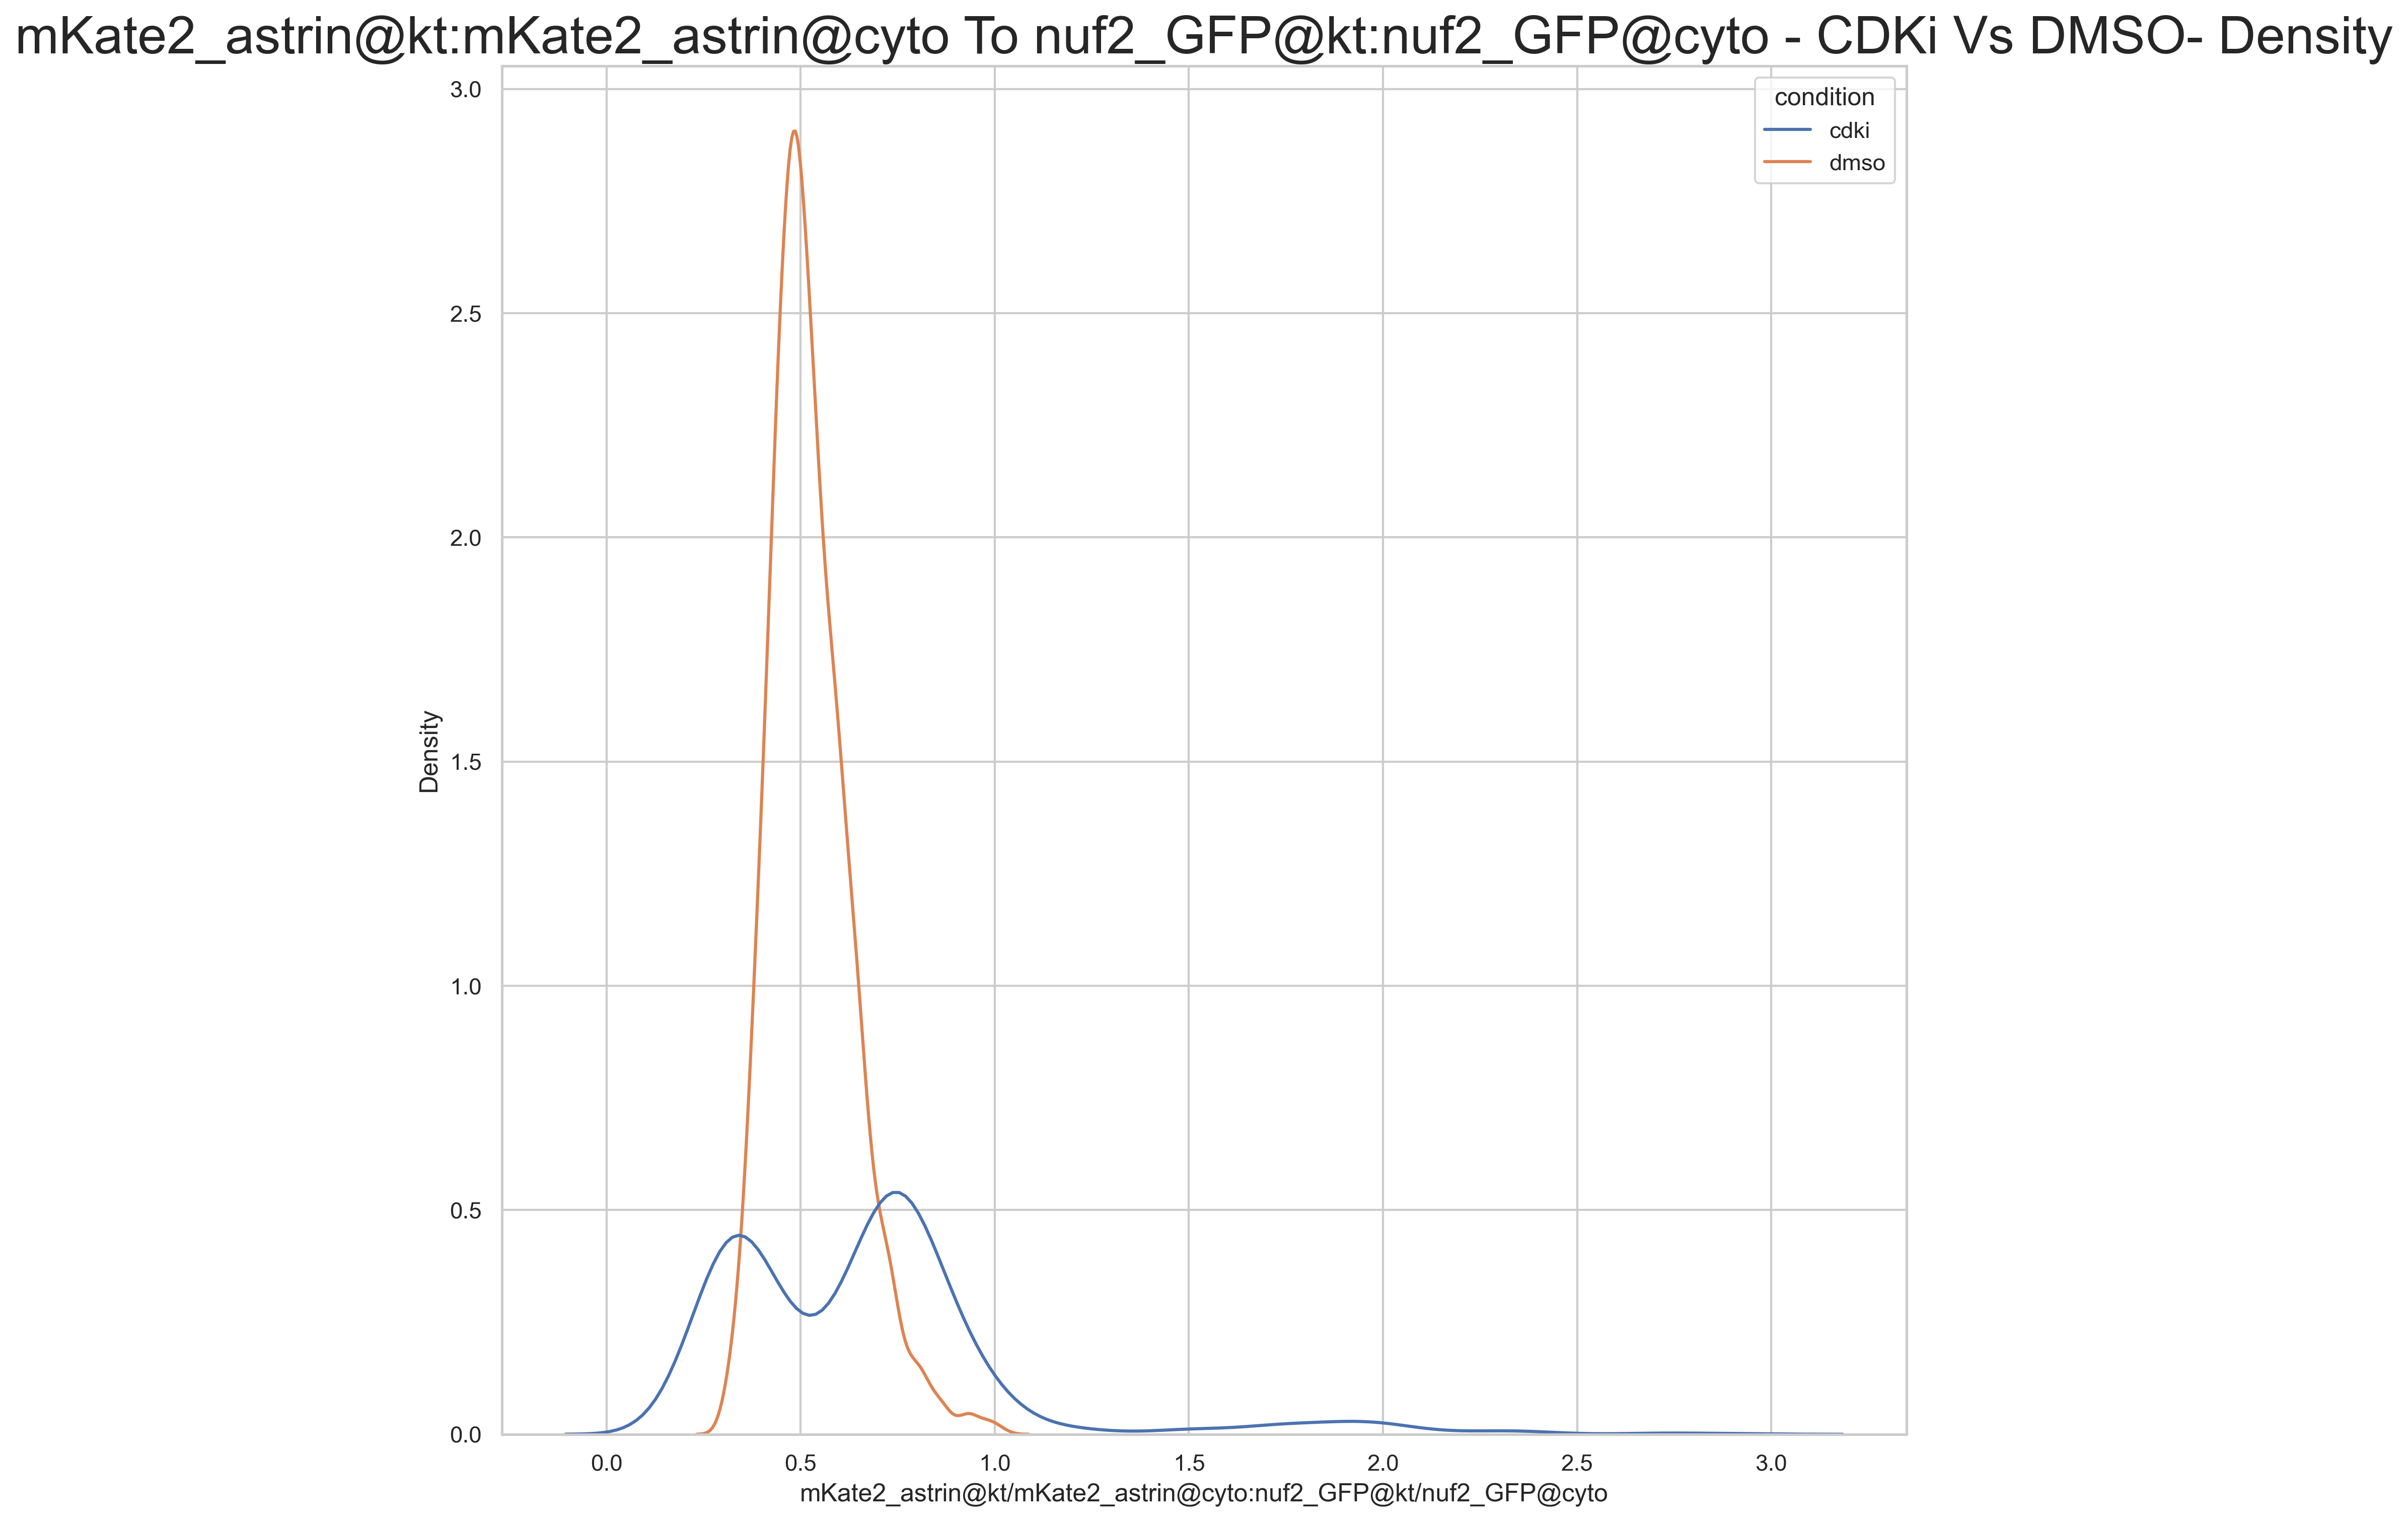 mKate2_astrin@kt:mKate2_astrin@cyto To nuf2_GFP@kt:nuf2_GFP@cyto - CDKi Vs DMSO- Density
condition
cdki
dmso
3.0
2.5
2.0
1.5
1.0
0.5
0.0
Density
0.0 0.5 1.0 1.5 2.0 2.5 3.0
mKate2_astrin@kt/mKate2_astrin@cyto:nuf2_GFP@kt/nuf2_GFP@cyto